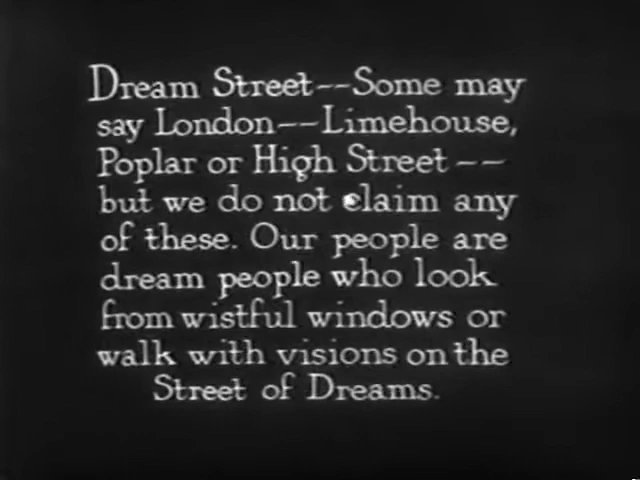 Dream Street--Some may
say London--Limehouse,
Poplar or High Street--
but we do not claim any
of these. Our people are
dream people who look
from wistful windows or
walk with visions on the
Street of Dreams.